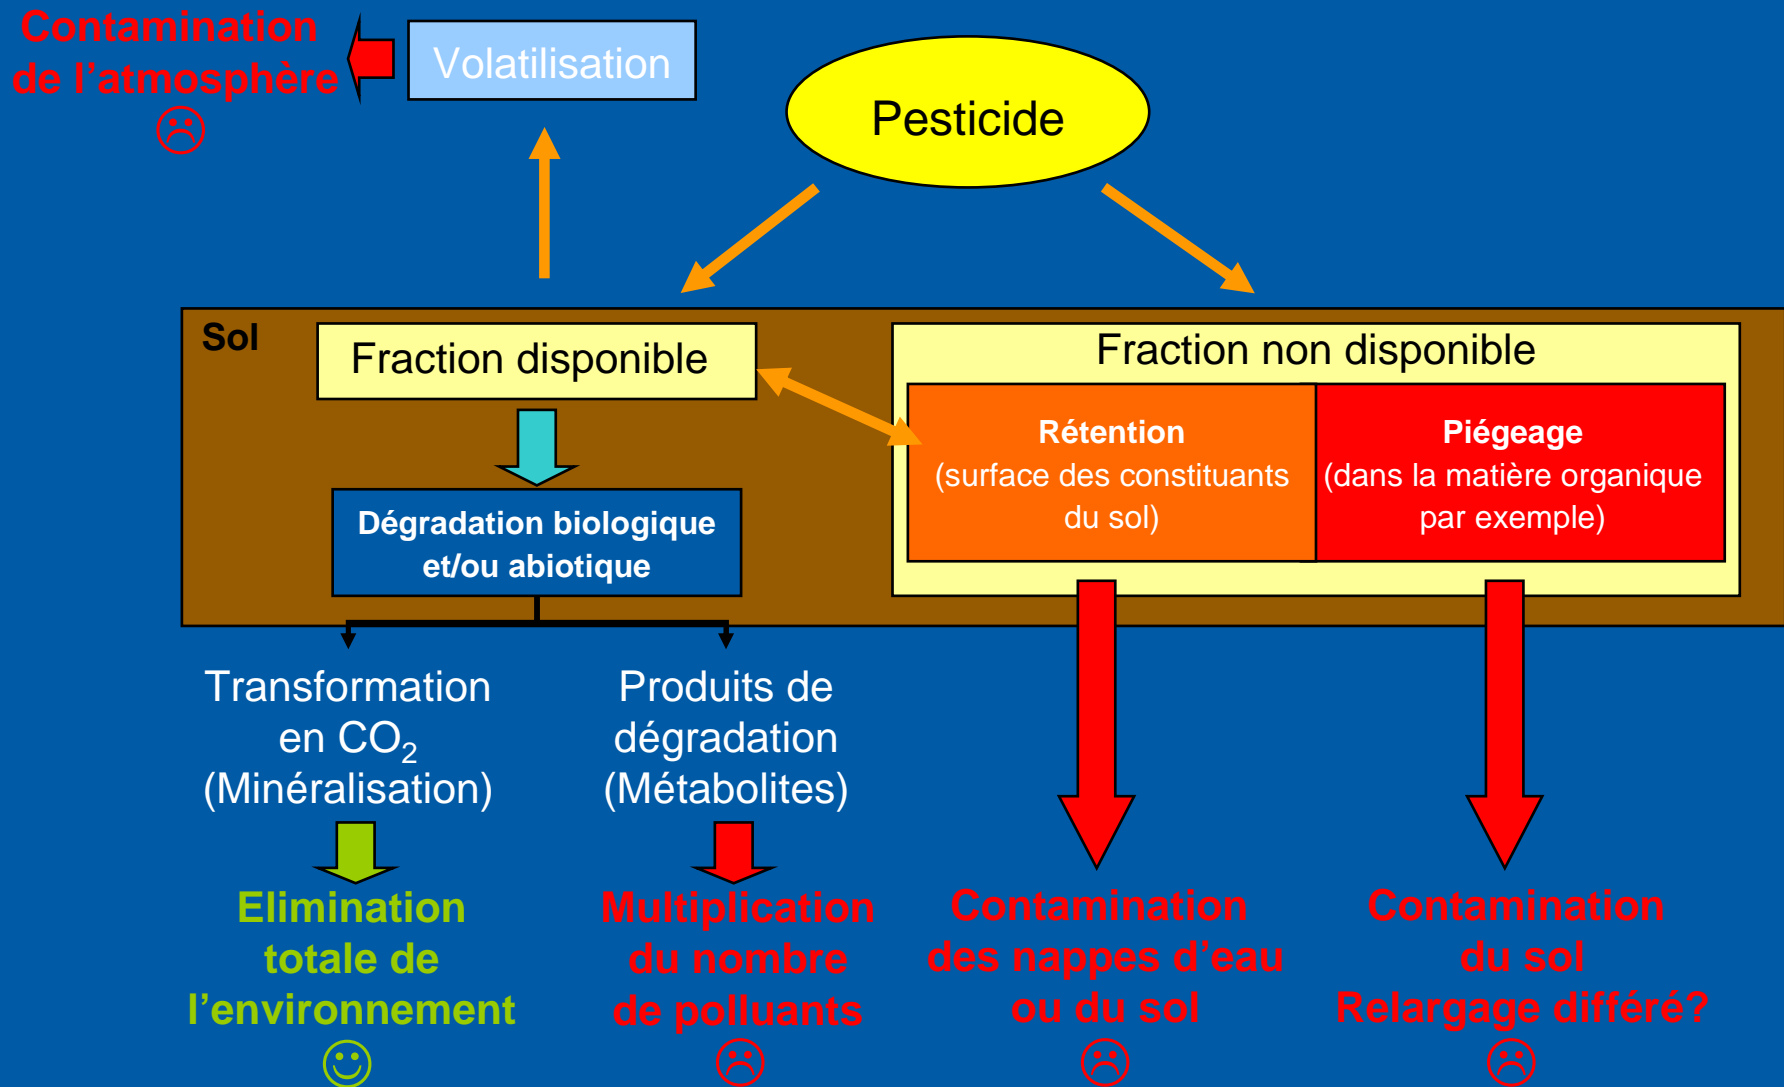 Contamination
de l’atmosphère
Volatilisation
Pesticide
Sol
Fraction disponible
Fraction non disponible
Rétention
(surface des constituants
du sol)
Piégeage
(dans la matière organique
par exemple)
Dégradation biologique
et/ou abiotique
Transformation
en CO₂
(Minéralisation)
Produits de
dégradation
(Métabolites)
Elimination
totale de
l’environnement
Multiplication
du nombre
de polluants
Contamination
des nappes d’eau
ou du sol
Contamination
du sol
Relargage différé?